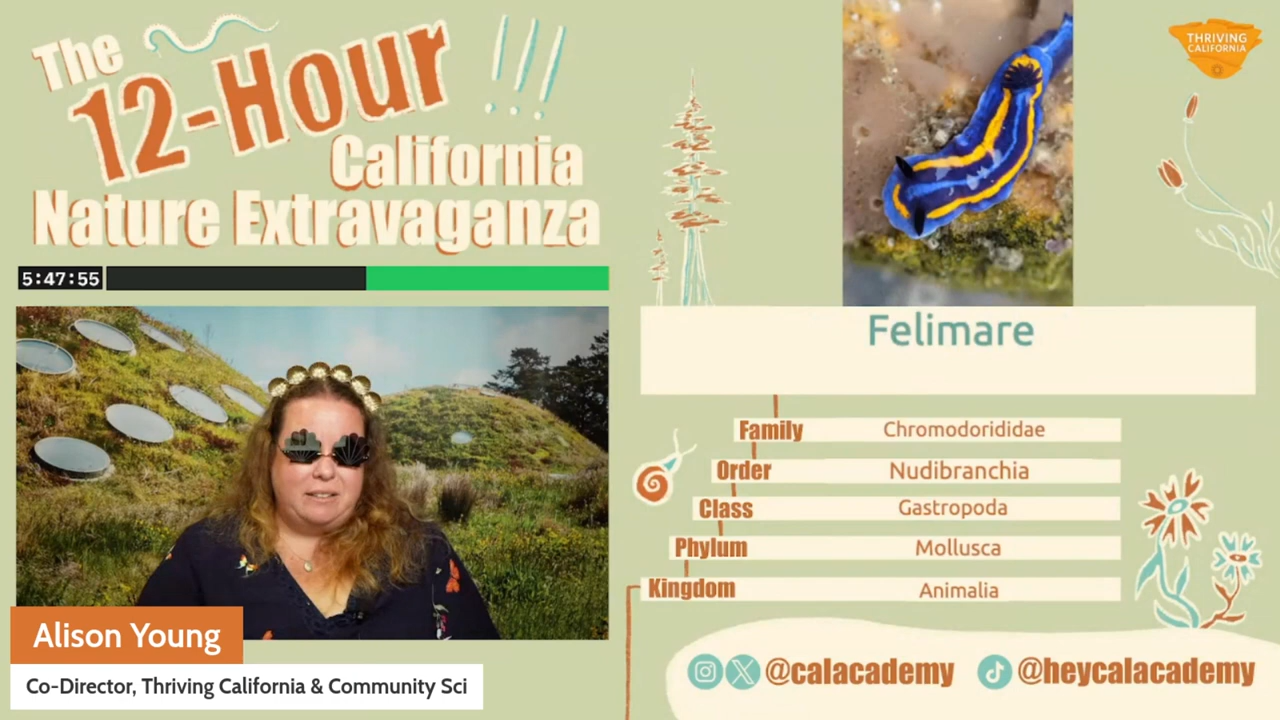 The
12-Hour!!!
California
Nature Extravaganza
5:47:55
Alison Young
Co-Director, Thriving California & Community Sci
THRIVING
CALIFORNIA
Felimare
Family Chromodorididae
Order Nudibranchia
Class Gastropoda
Phylum Mollusca
Kingdom Animalia
@calacademy @heycalacademy